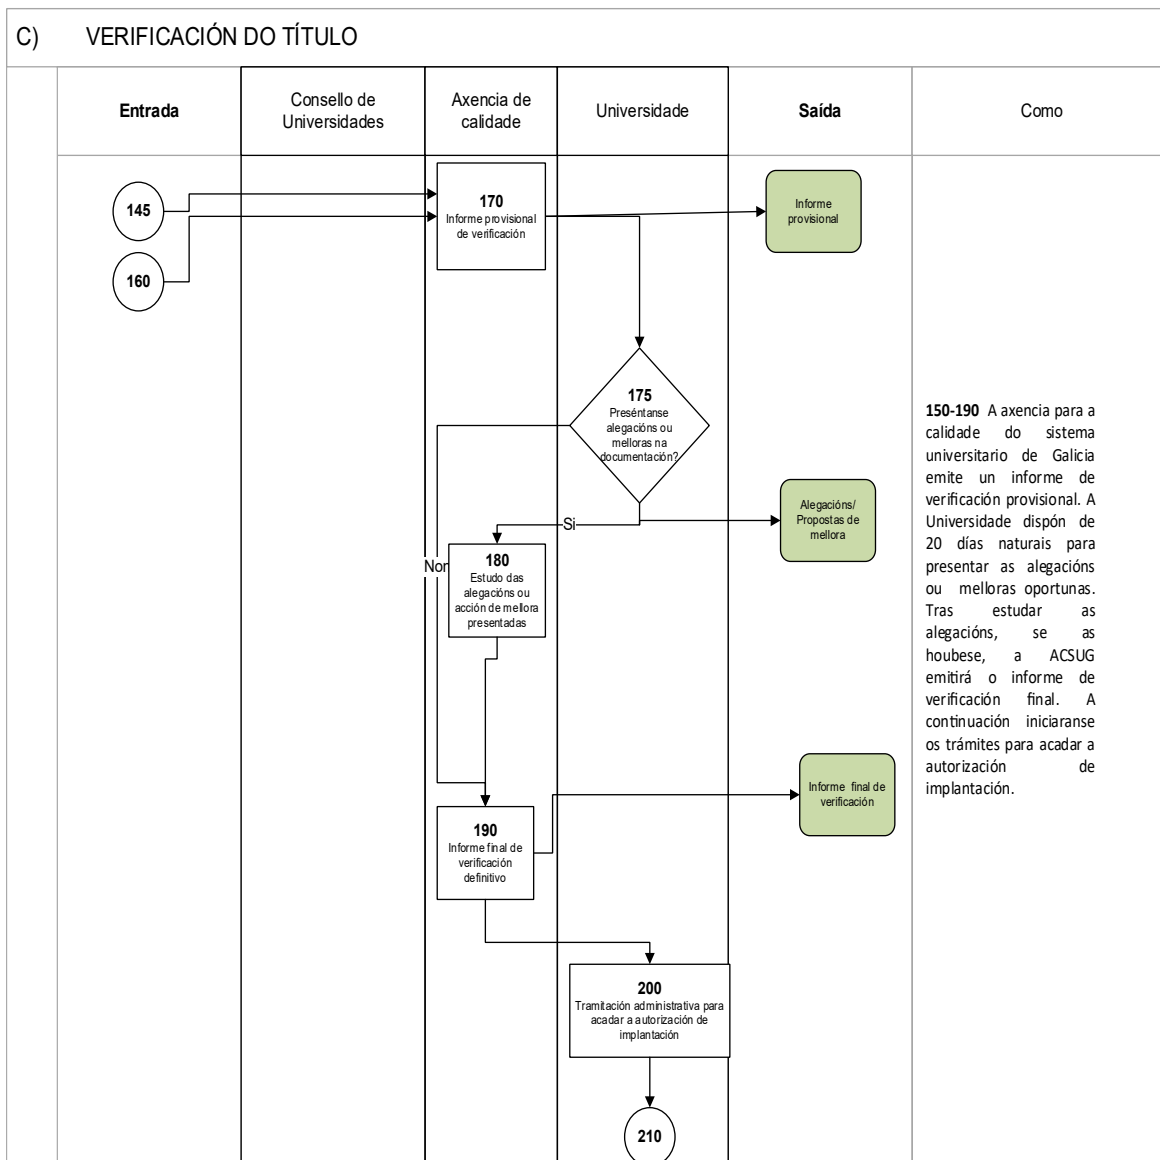 C) VERIFICACIÓN DO TÍTULO
Entrada
Consello de
Universidades
Axencia de
calidade
Universidade
Saída
Como
145
160
170
Informe provisional
de verificación
Informe
provisional
175
Preséntanse
alegacións ou
melloras na
documentación?
Si
Non
Alegacións/
Propostas de
mellora
180
Estudo das
alegacións ou
acción de mellora
presentadas
190
Informe final de
verificación
definitivo
Informe final de
verificación
200
Tramitación administrativa para
acadar a autorización de
implantación
210
150-190 A axencia para a
calidade do sistema
universitario de Galicia
emite un informe de
verificación provisional. A
Universidade dispón de
20 días naturais para
presentar as alegacións
ou melloras oportunas.
Tras estudar as
alegacións, se as
houbese, a ACSUG
emitirá o informe de
verificación final. A
continuación iniciaranse
os trámites para acadar a
autorización de
implantación.